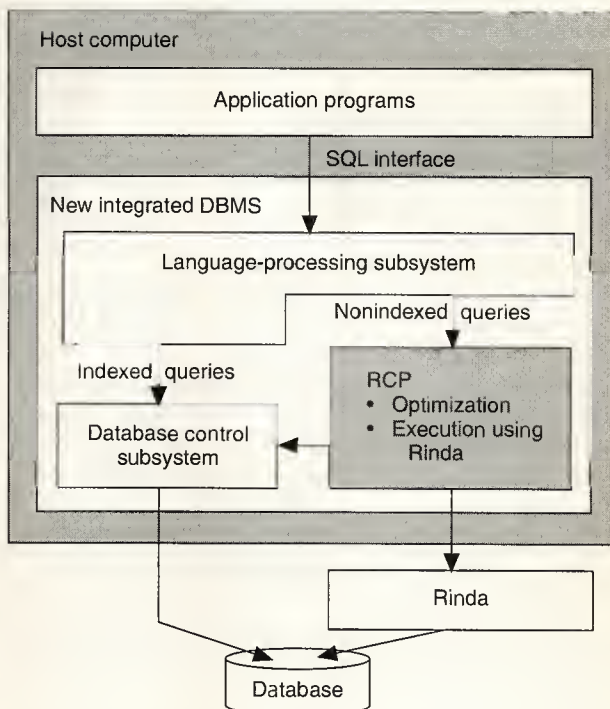 Host computer
Application programs
SQL interface
New integrated DBMS
Language-processing subsystem
Nonindexed queries
Indexed queries
RCP
• Optimization
• Execution using
Rinda
Database control
subsystem
Rinda
Database